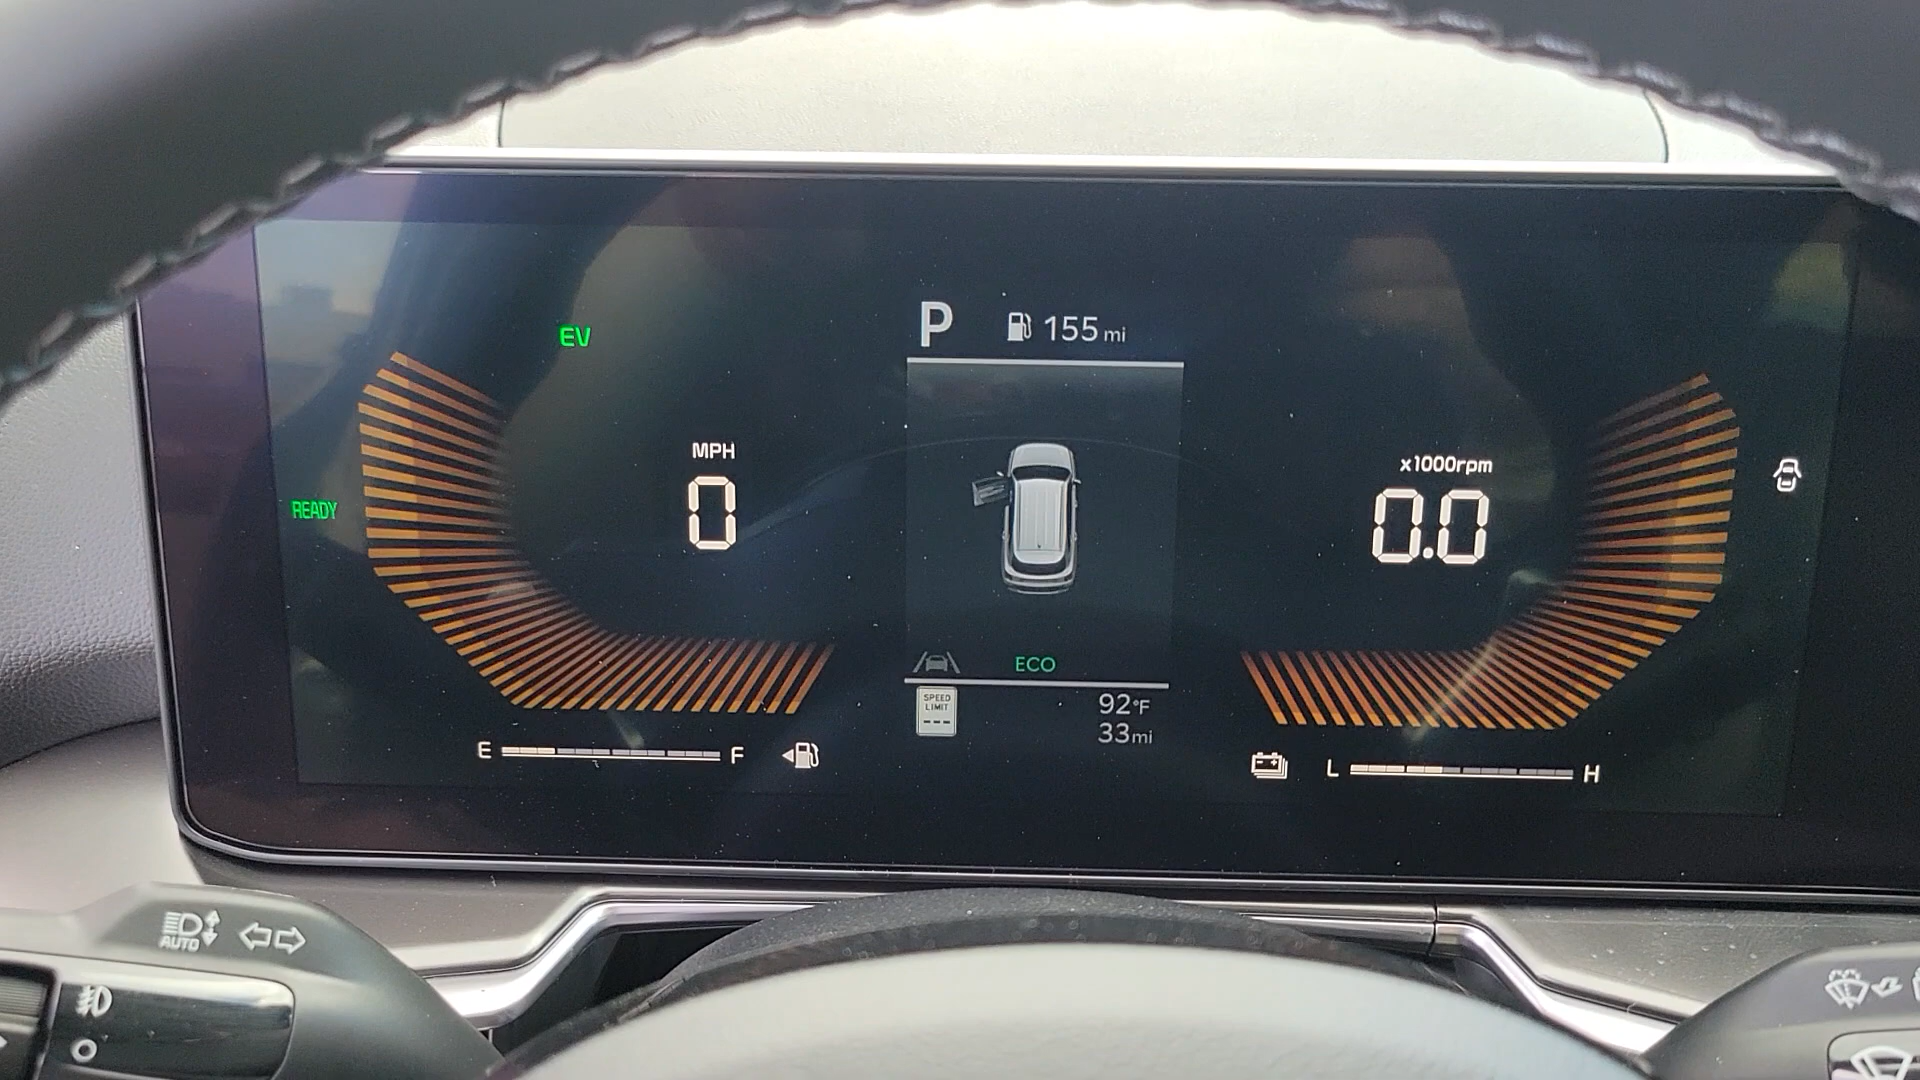 EV
P 155 mi
MPH
0
x1000rpm
0.0
READY
ECO
SPEED
LIMIT
---
92°F
33mi
E F
L H
AUTO